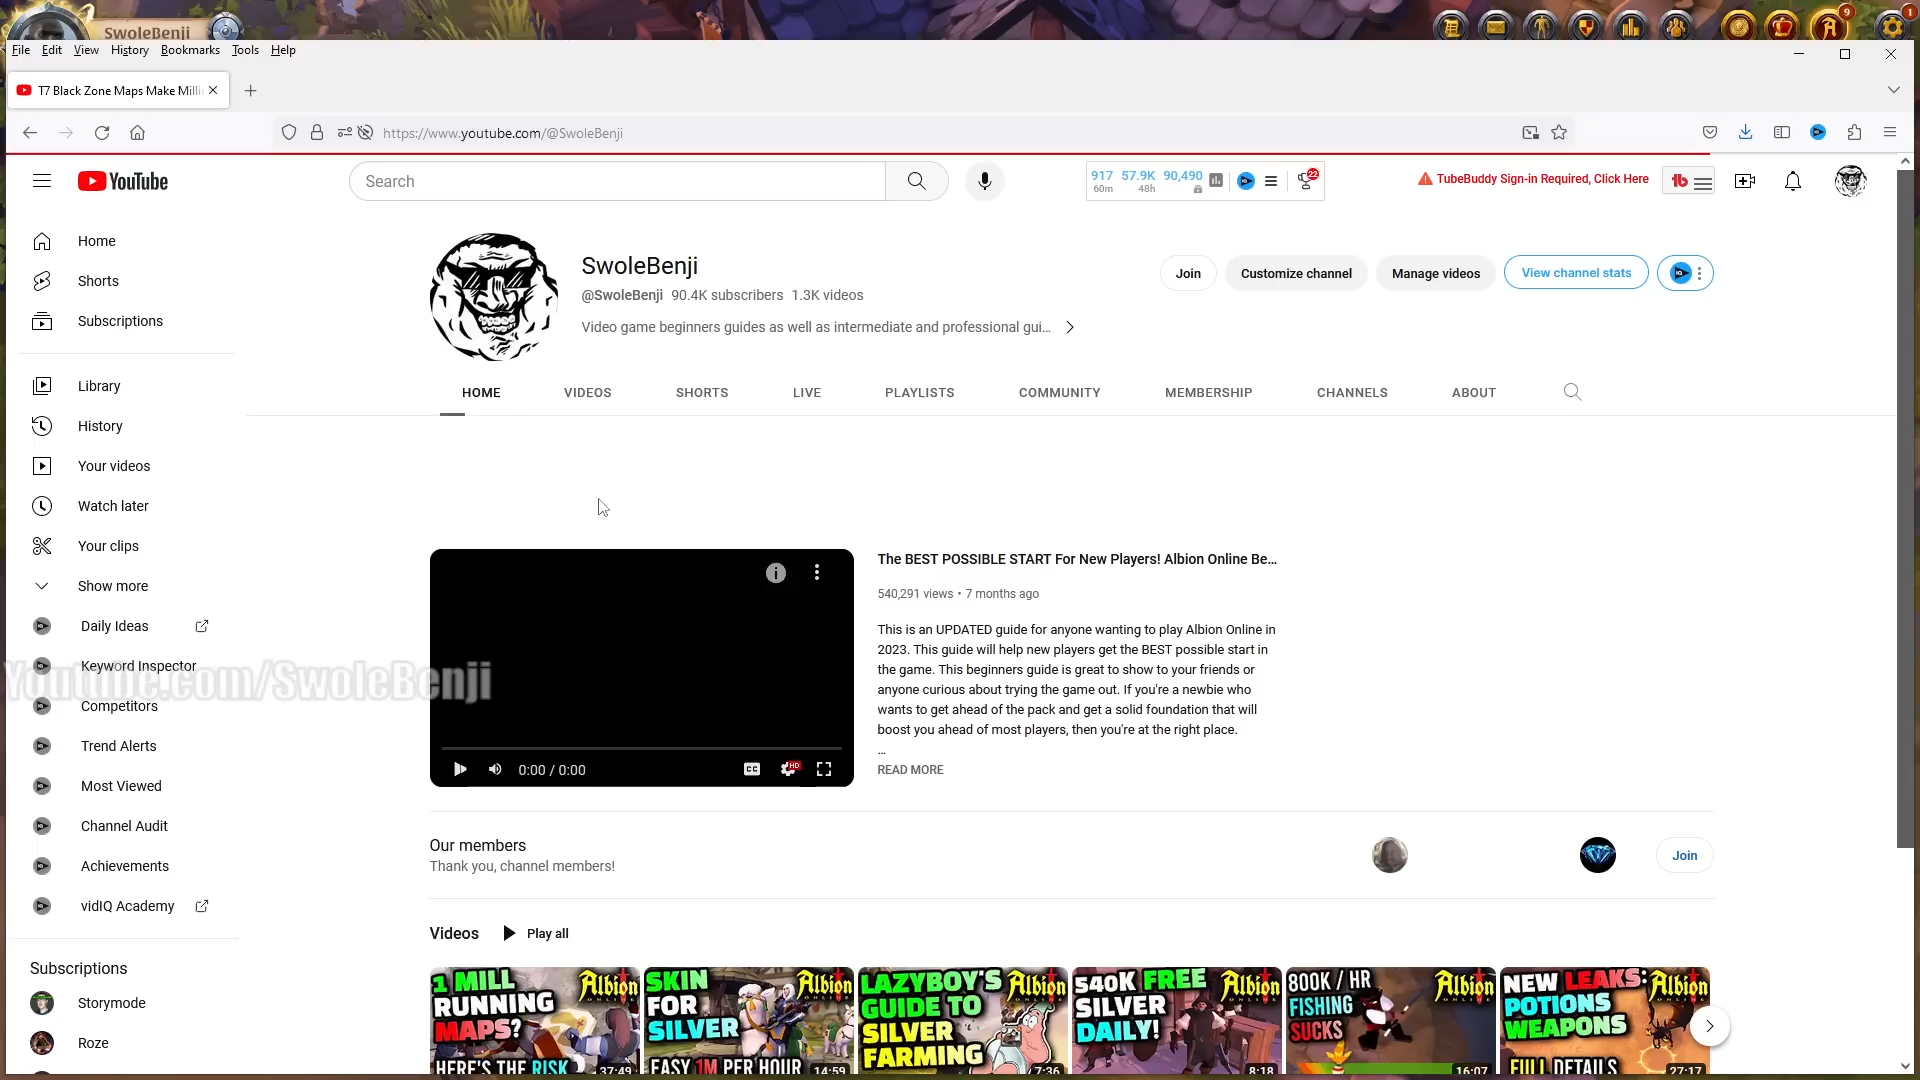 SwoleBenji
9
1
File Edit View History Bookmarks Tools Help
T7 Black Zone Maps Make Milli
https://www.youtube.com/@SwoleBenji
YouTube
Search
917 57.9K 90,490
60m 48h
22
TubeBuddy Sign-in Required, Click Here
tb
Home
Shorts
Subscriptions
Library
History
Your videos
Watch later
Your clips
Show more
Daily Ideas
Keyword Inspector
Competitors
Trend Alerts
Most Viewed
Channel Audit
Achievements
vidIQ Academy
Subscriptions
Storymode
Roze
Youtube.com/SwoleBenji
SwoleBenji
@SwoleBenji 90.4K subscribers 1.3K videos
Video game beginners guides as well as intermediate and professional gui...
Join
Customize channel
Manage videos
View channel stats
HOME VIDEOS SHORTS LIVE PLAYLISTS COMMUNITY MEMBERSHIP CHANNELS ABOUT
0:00 / 0:00
CC
HD
The BEST POSSIBLE START For New Players! Albion Online Be...
540,291 views • 7 months ago
This is an UPDATED guide for anyone wanting to play Albion Online in
2023. This guide will help new players get the BEST possible start in
the game. This beginners guide is great to show to your friends or
anyone curious about trying the game out. If you're a newbie who
wants to get ahead of the pack and get a solid foundation that will
boost you ahead of most players, then you're at the right place.
...
READ MORE
Our members
Thank you, channel members!
Join
Videos
Play all
1 MILL
RUNNING
MAPS?
HERE'S THE RISK
Albion
ONLINE
37:49
SKIN
FOR
SILVER
EASY 1M PER HOUR
Albion
ONLINE
14:59
LAZYBOY'S
GUIDE TO
SILVER
FARMING
Albion
ONLINE
7:36
540K FREE
SILVER
DAILY!
Albion
ONLINE
8:18
800K / HR
FISHING
SUCKS
Albion
ONLINE
16:07
NEW LEAKS:
POTIONS
WEAPONS
FULL DETAILS
Albion
ONLINE
27:17